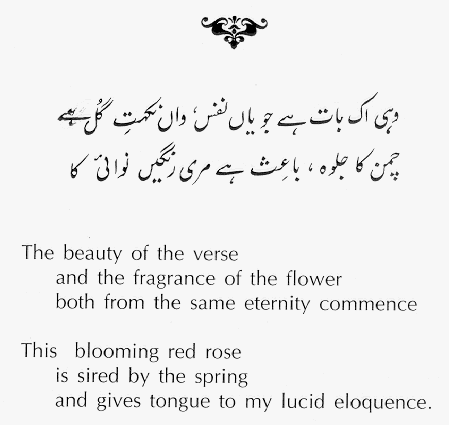 وہی اک بات ہے جو یاں نفس، واں نکہتِ گُل ہے
چمن کا جلوہ، باعث ہے مری رنگیں نوائی کا
The beauty of the verse
and the fragrance of the flower
both from the same eternity commence
This blooming red rose
is sired by the spring
and gives tongue to my lucid eloquence.